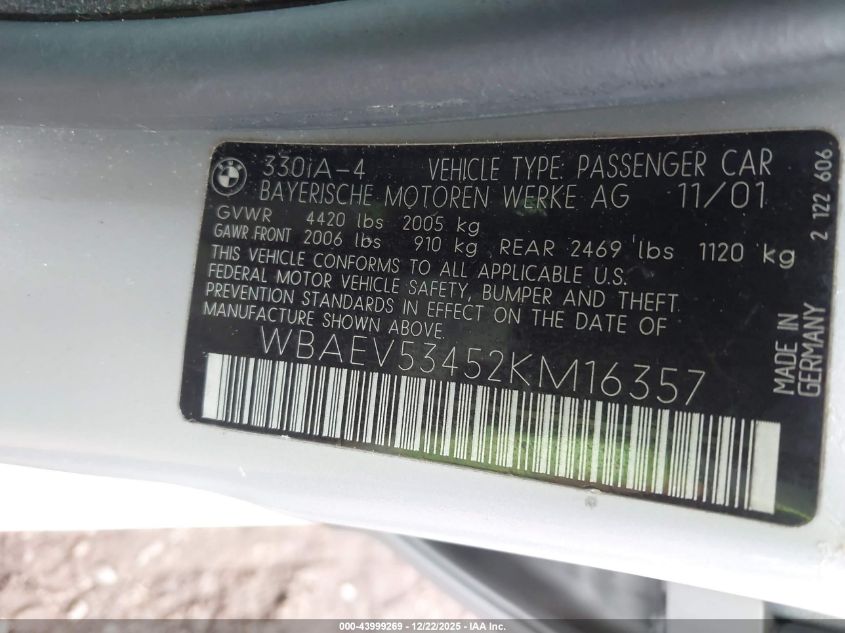 330iA-4 VEHICLE TYPE: PASSENGER CAR
BAYERISCHE MOTOREN WERKE AG 11/01
GVWR 4420 lbs 2005 kg
GAWR FRONT 2006 lbs 910 kg REAR 2469 lbs 1120 kg
THIS VEHICLE CONFORMS TO ALL APPLICABLE U.S.
FEDERAL MOTOR VEHICLE SAFETY, BUMPER AND THEFT
PREVENTION STANDARDS IN EFFECT ON THE DATE OF
MANUFACTURE SHOWN ABOVE.
WBAEV53452KM16357
2 122 606
MADE IN
GERMANY
000-43999269 - 12/22/2025 - IAA Inc.